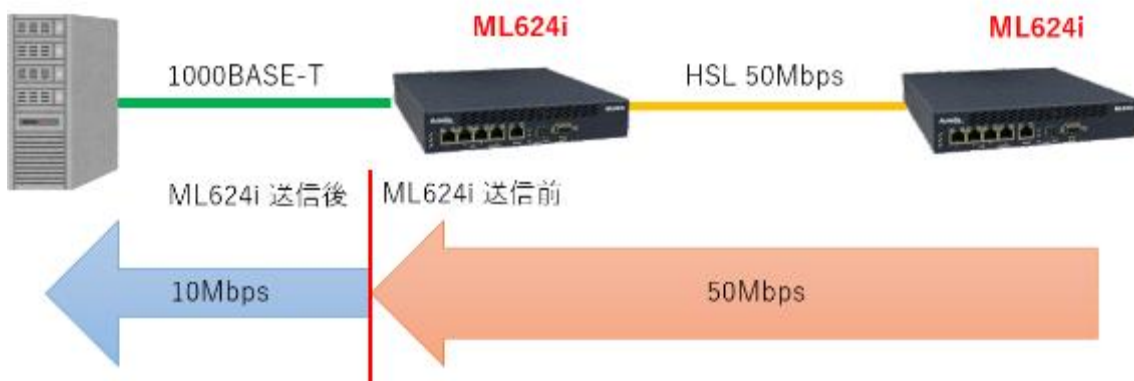 ML624i
ML624i
1000BASE-T
HSL 50Mbps
ML624i 送信後
ML624i 送信前
10Mbps
50Mbps